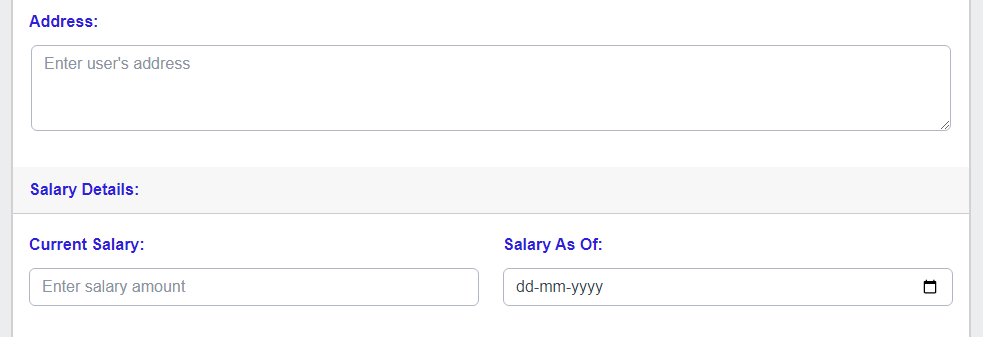 Address:
Enter user's address
Salary Details:
Current Salary:
Salary As Of:
Enter salary amount
dd-mm-yyyy